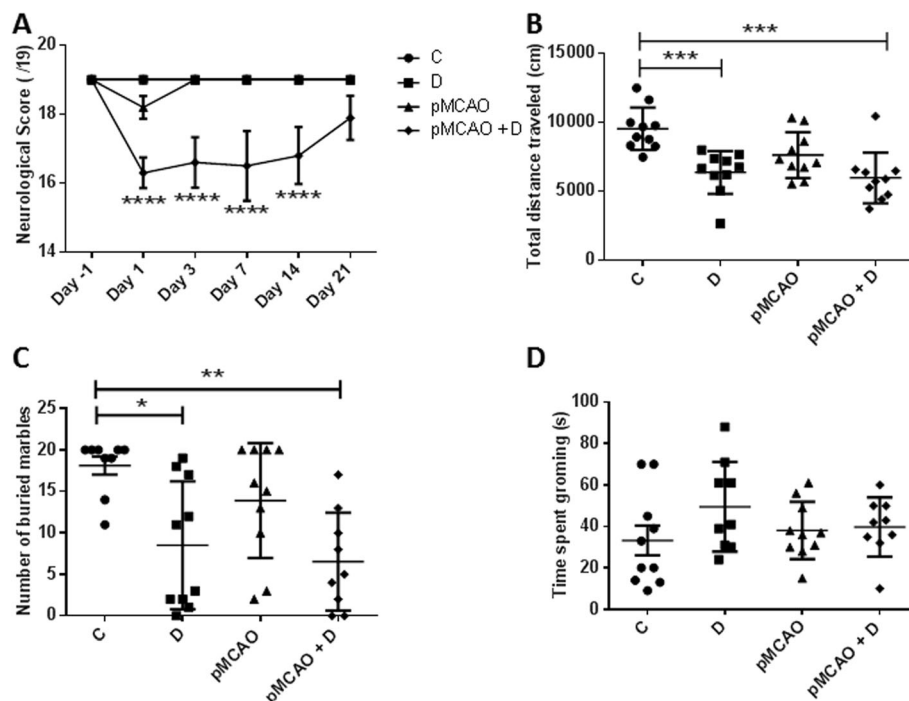 A
Neurological Score ( /19)
20
18
16
14
**** **** **** ****
Day -1 Day 1 Day 3 Day 7 Day 14 Day 21
C
D
pMCAO
pMCAO + D
B
Total distance traveled (cm)
15000
10000
5000
0
***
***
C D pMCAO pMCAO + D
C
Number of buried marbles
25
20
15
10
5
0
**
*
C D pMCAO pMCAO + D
D
Time spent groming (s)
100
80
60
40
20
0
C D pMCAO pMCAO + D